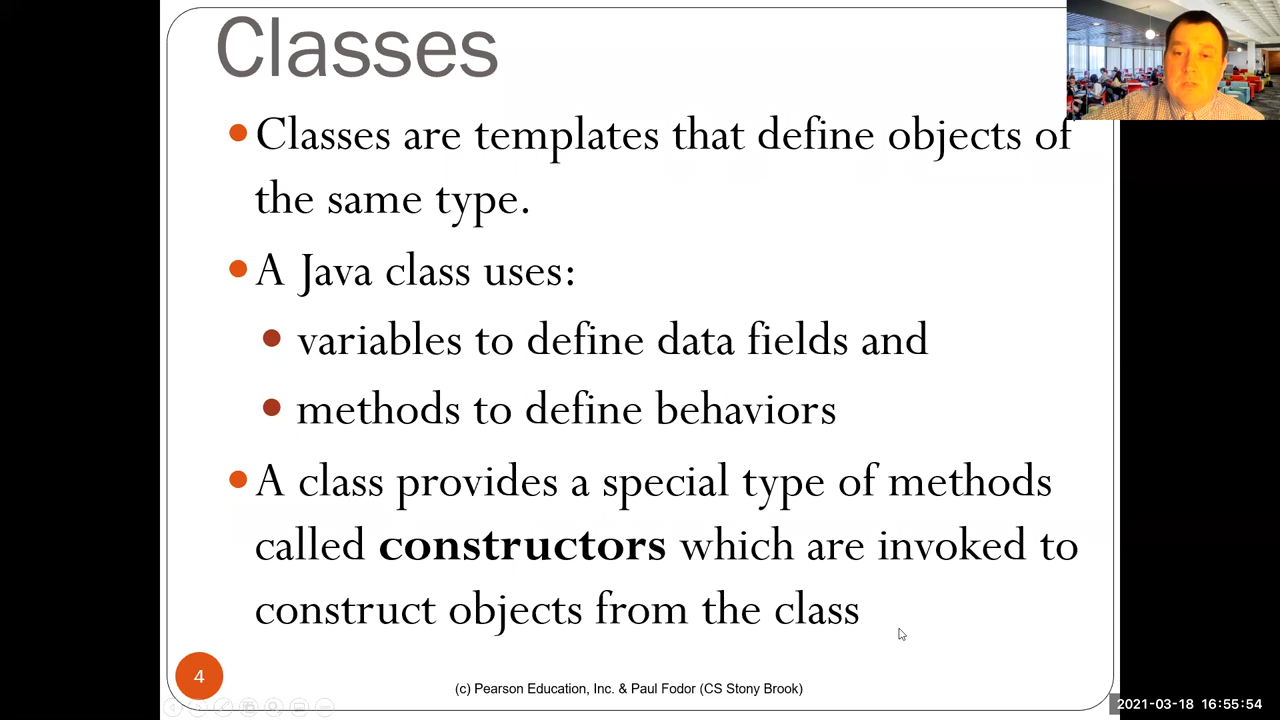 Classes
•Classes are templates that define objects of
the same type.
•A Java class uses:
• variables to define data fields and
• methods to define behaviors
•A class provides a special type of methods
called constructors which are invoked to
construct objects from the class
4
(c) Pearson Education, Inc. & Paul Fodor (CS Stony Brook)
2021-03-18 16:55:54